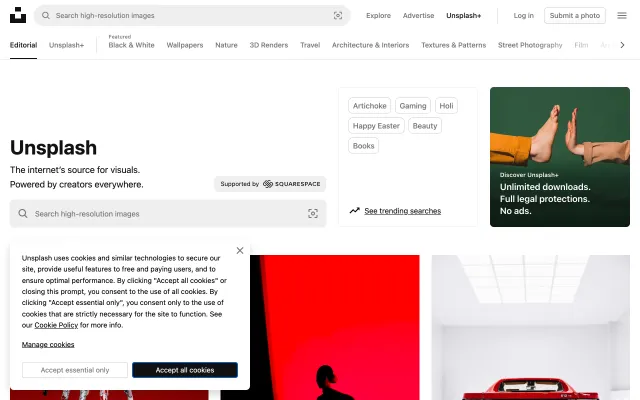 Search high-resolution images
Explore
Advertise
Unsplash+
Log in
Submit a photo
Editorial
Unsplash+
Featured
Black & White
Wallpapers
Nature
3D Renders
Travel
Architecture & Interiors
Textures & Patterns
Street Photography
Film
Unsplash
The internet's source for visuals.
Powered by creators everywhere.
Supported by SQUARESPACE
Search high-resolution images
Artichoke
Gaming
Holi
Happy Easter
Beauty
Books
See trending searches
Discover Unsplash+
Unlimited downloads.
Full legal protections.
No ads.
Unsplash uses cookies and similar technologies to secure our
site, provide useful features to free and paying users, and to
ensure optimal performance. By clicking "Accept all cookies" or
closing this prompt, you consent to the use of all cookies. By
clicking "Accept essential only", you consent only to the use of
cookies that are strictly necessary for the site to function. See
our Cookie Policy for more info.
Manage cookies
Accept essential only
Accept all cookies